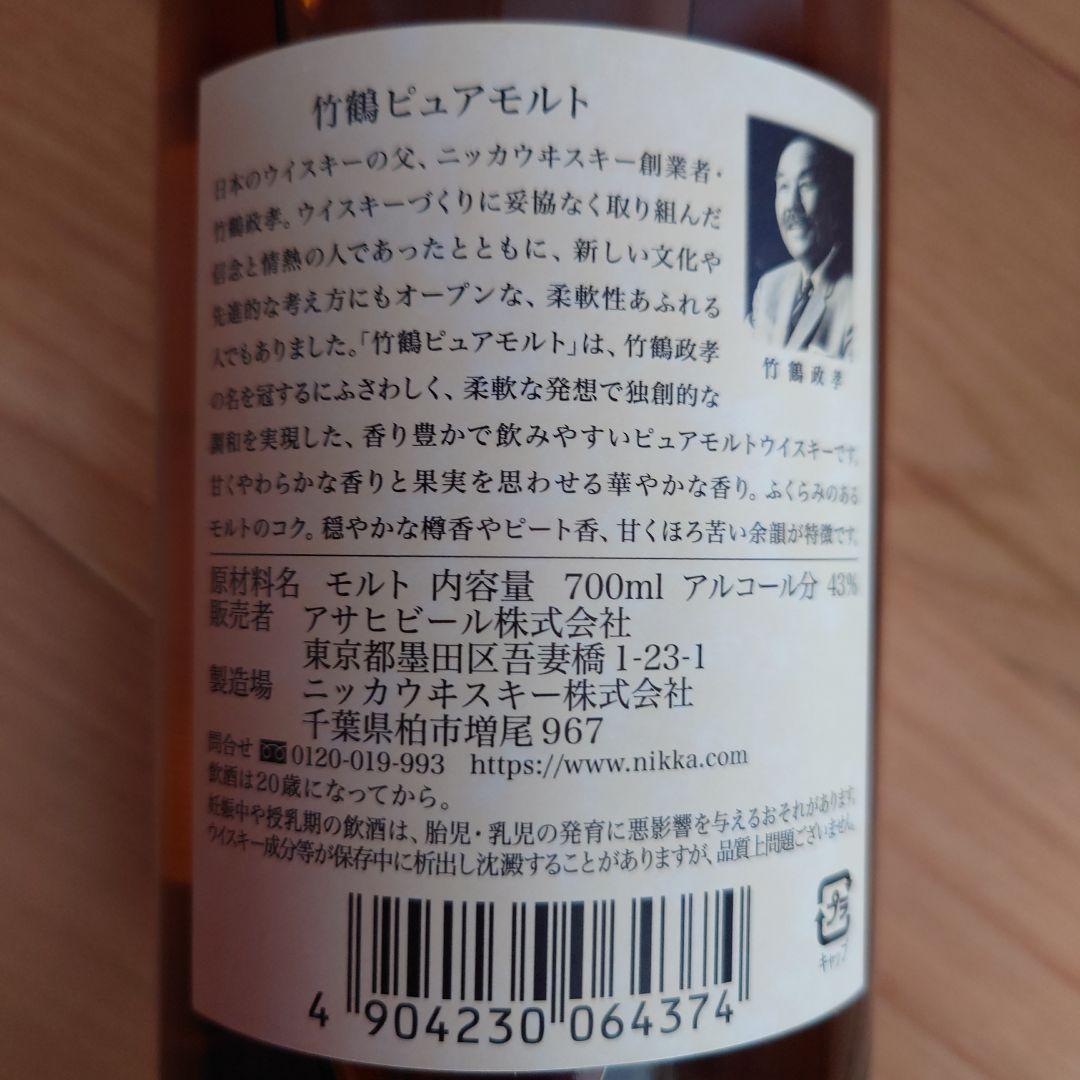 竹鶴ピュアモルト
日本のウイスキーの父、ニッカウヰスキー創業者・
竹鶴政孝。ウイスキーづくりに妥協なく取り組んだ
信念と情熱の人であったとともに、新しい文化や
先進的な考え方にもオープンな、柔軟性あふれる
人でもありました。「竹鶴ピュアモルト」は、竹鶴政孝
の名を冠するにふさわしく、柔軟な発想で独創的な
調和を実現した、香り豊かで飲みやすいピュアモルトウイスキーです。
甘くやわらかな香りと果実を思わせる華やかな香り。ふくらみのある
モルトのコク。穏やかな樽香やピート香、甘くほろ苦い余韻が特徴です。
竹鶴政孝
原材料名 モルト 内容量 700ml アルコール分 43%
販売者 アサヒビール株式会社
東京都墨田区吾妻橋1-23-1
製造場 ニッカウヰスキー株式会社
千葉県柏市増尾967
問合せ 0120-019-993 https://www.nikka.com
飲酒は20歳になってから。
妊娠中や授乳期の飲酒は、胎児・乳児の発育に悪影響を与えるおそれがあります。
ウイスキー成分等が保存中に析出し沈澱することがありますが、品質上問題ございません。
プラ
キャップ
4 904230 064374